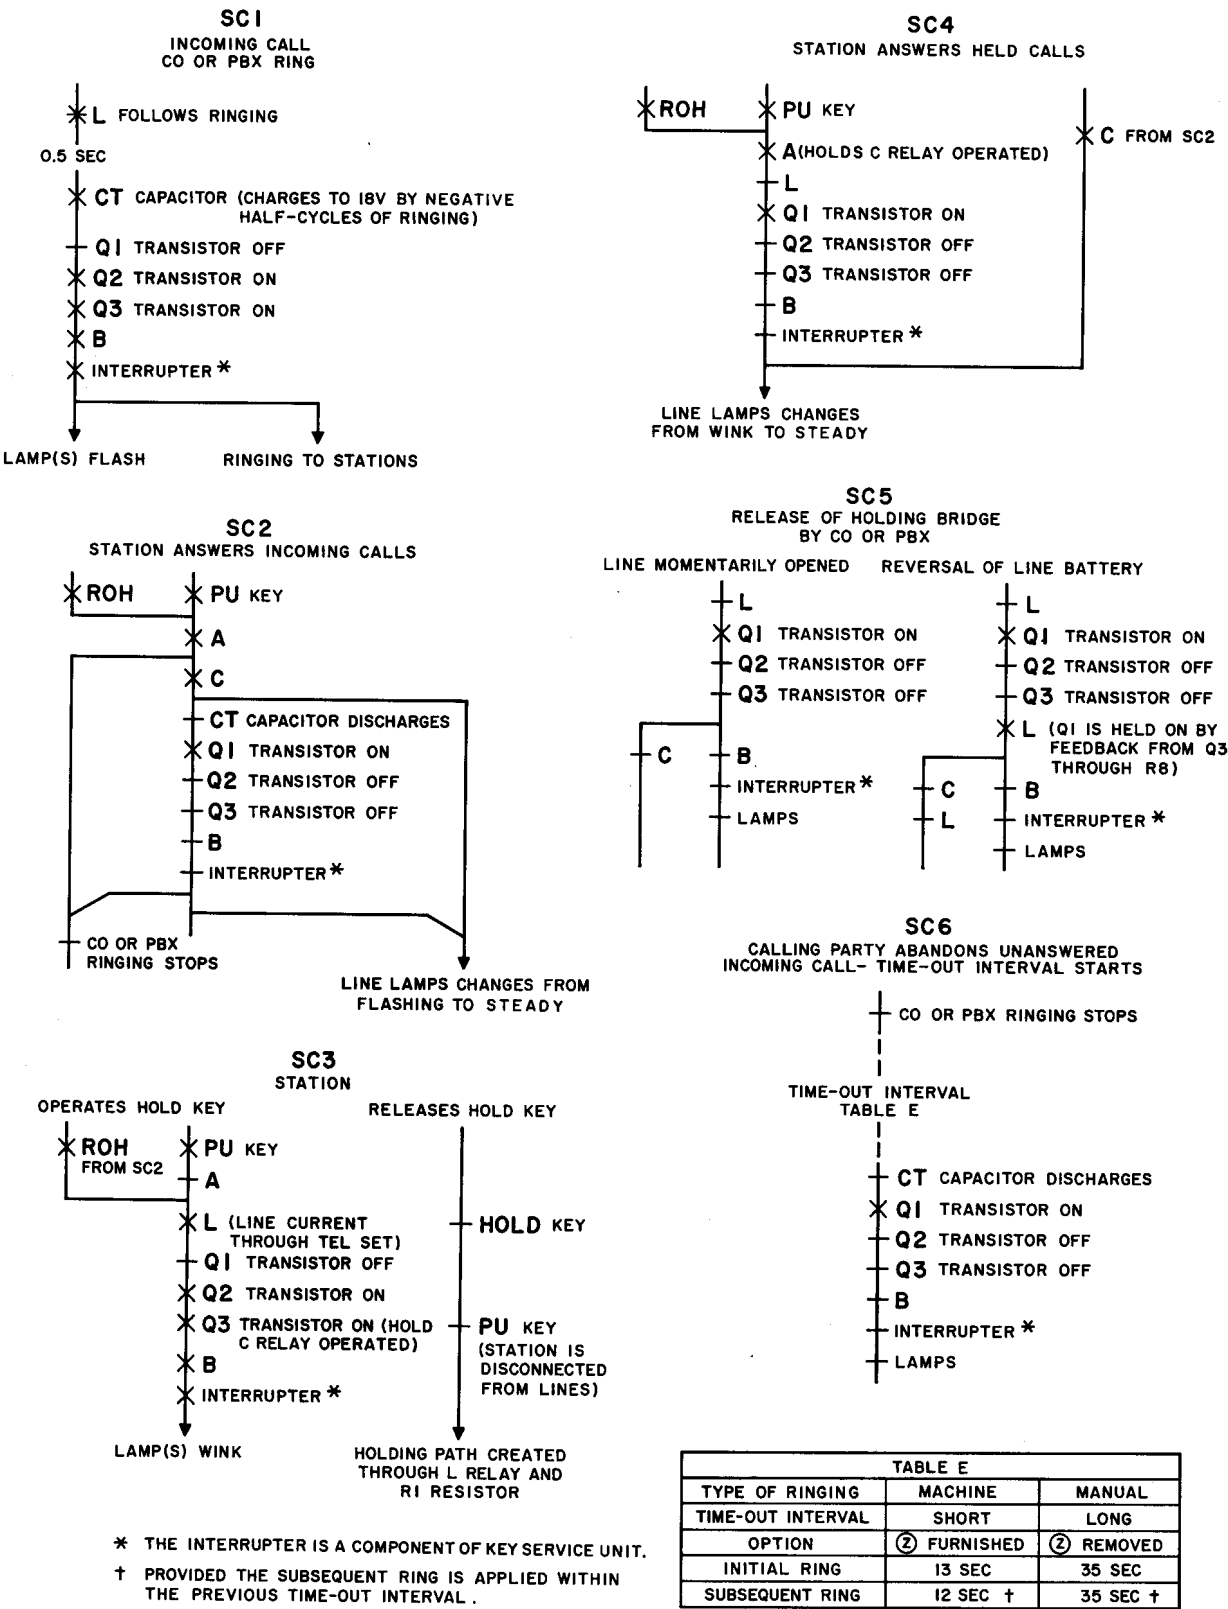 SC1
INCOMING CALL
CO OR PBX RING
L FOLLOWS RINGING
0.5 SEC
CT CAPACITOR (CHARGES TO 18V BY NEGATIVE
HALF-CYCLES OF RINGING)
Q1 TRANSISTOR OFF
Q2 TRANSISTOR ON
Q3 TRANSISTOR ON
B
INTERRUPTER *
LAMP(S) FLASH
RINGING TO STATIONS
SC2
STATION ANSWERS INCOMING CALLS
ROH
PU KEY
A
C
CT CAPACITOR DISCHARGES
Q1 TRANSISTOR ON
Q2 TRANSISTOR OFF
Q3 TRANSISTOR OFF
B
INTERRUPTER *
CO OR PBX
RINGING STOPS
LINE LAMPS CHANGES FROM
FLASHING TO STEADY
SC3
STATION
OPERATES HOLD KEY
ROH
FROM SC2
PU KEY
A
L (LINE CURRENT
THROUGH TEL SET)
Q1 TRANSISTOR OFF
Q2 TRANSISTOR ON
Q3 TRANSISTOR ON (HOLD
C RELAY OPERATED)
B
INTERRUPTER *
LAMP(S) WINK
RELEASES HOLD KEY
HOLD KEY
PU KEY
(STATION IS
DISCONNECTED
FROM LINES)
HOLDING PATH CREATED
THROUGH L RELAY AND
R1 RESISTOR
SC4
STATION ANSWERS HELD CALLS
ROH
PU KEY
C FROM SC2
A (HOLDS C RELAY OPERATED)
L
Q1 TRANSISTOR ON
Q2 TRANSISTOR OFF
Q3 TRANSISTOR OFF
B
INTERRUPTER *
LINE LAMPS CHANGES
FROM WINK TO STEADY
SC5
RELEASE OF HOLDING BRIDGE
BY CO OR PBX
LINE MOMENTARILY OPENED
L
Q1 TRANSISTOR ON
Q2 TRANSISTOR OFF
Q3 TRANSISTOR OFF
C
B
INTERRUPTER *
LAMPS
REVERSAL OF LINE BATTERY
L
Q1 TRANSISTOR ON
Q2 TRANSISTOR OFF
Q3 TRANSISTOR OFF
L (Q1 IS HELD ON BY
FEEDBACK FROM Q3
THROUGH R8)
C
B
L
INTERRUPTER *
LAMPS
SC6
CALLING PARTY ABANDONS UNANSWERED
INCOMING CALL- TIME-OUT INTERVAL STARTS
CO OR PBX RINGING STOPS
TIME-OUT INTERVAL
TABLE E
CT CAPACITOR DISCHARGES
Q1 TRANSISTOR ON
Q2 TRANSISTOR OFF
Q3 TRANSISTOR OFF
B
INTERRUPTER *
LAMPS
TABLE E
TYPE OF RINGING MACHINE MANUAL
TIME-OUT INTERVAL SHORT LONG
OPTION Ⓩ FURNISHED Ⓩ REMOVED
INITIAL RING 13 SEC 35 SEC
SUBSEQUENT RING 12 SEC † 35 SEC †
* THE INTERRUPTER IS A COMPONENT OF KEY SERVICE UNIT.
† PROVIDED THE SUBSEQUENT RING IS APPLIED WITHIN
THE PREVIOUS TIME-OUT INTERVAL.